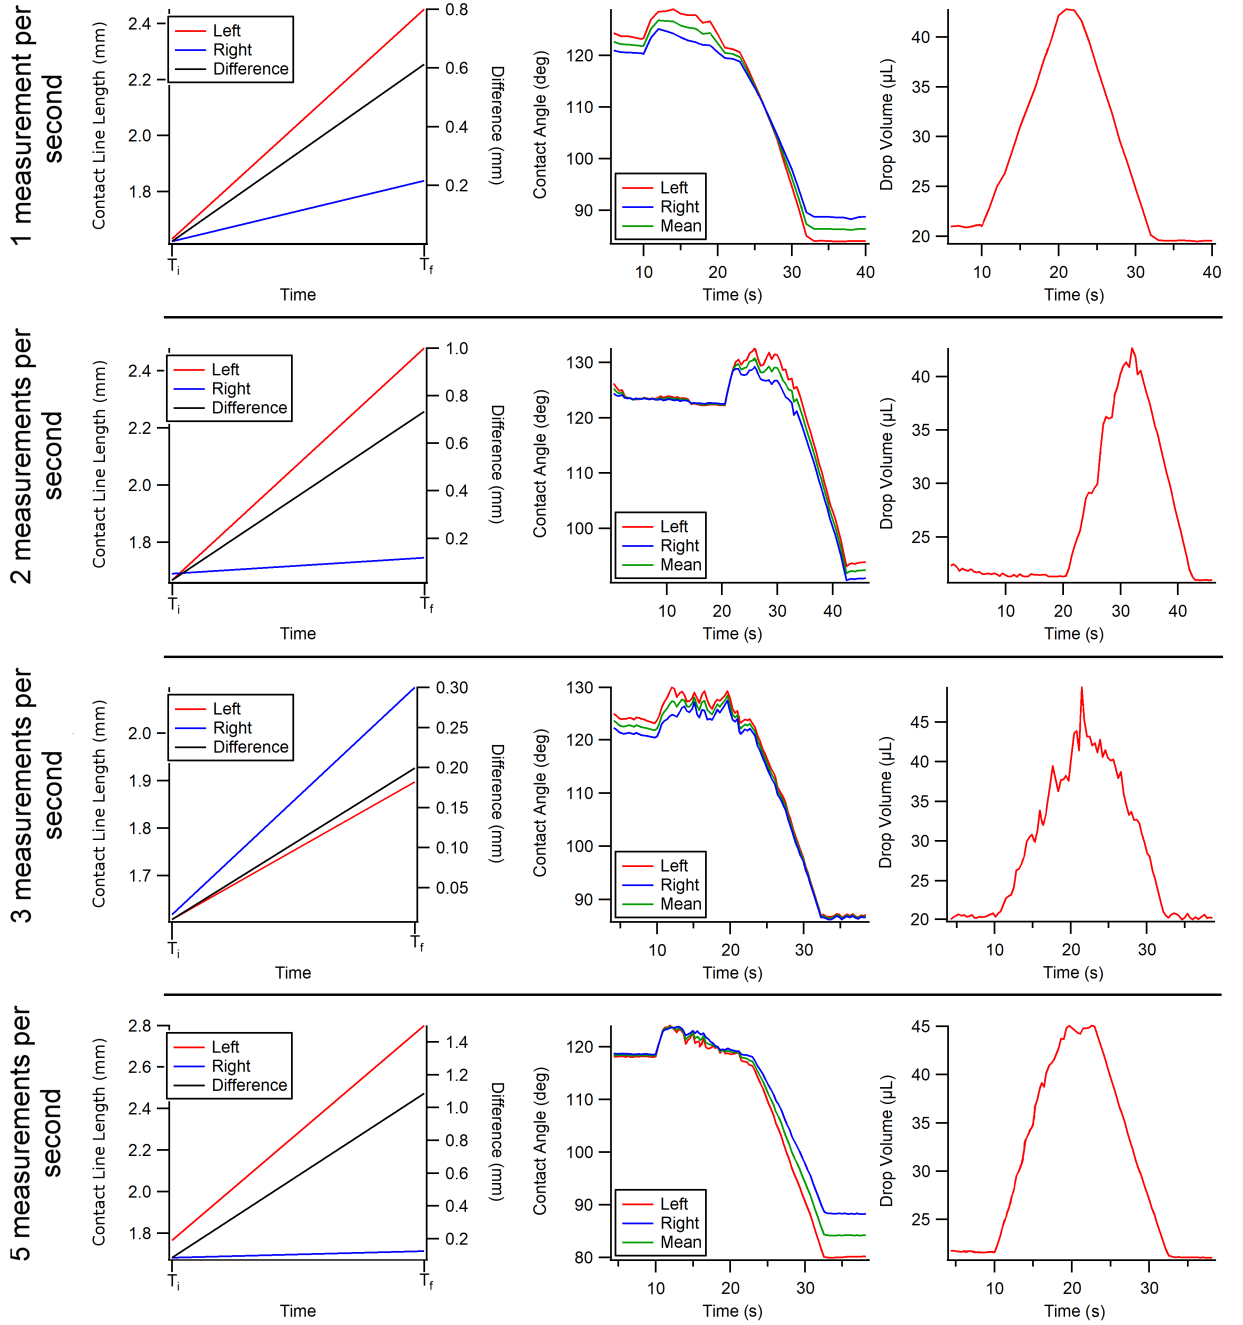 1 measurement per
second
2.4
2.2
2.0
1.8
Contact Line Length (mm)
Left
Right
Difference
0.8
0.6
0.4
0.2
Difference (mm)
Ti
Tf
Time
120
110
100
90
Contact Angle (deg)
Left
Right
Mean
10
20
30
40
Time (s)
40
35
30
25
20
Drop Volume (µL)
10
20
30
40
Time (s)
2 measurements per
second
2.4
2.2
2.0
1.8
Contact Line Length (mm)
Left
Right
Difference
1.0
0.8
0.6
0.4
0.2
Difference (mm)
Ti
Tf
Time
130
120
110
100
Contact Angle (deg)
Left
Right
Mean
10
20
30
40
Time (s)
40
35
30
25
Drop Volume (µL)
10
20
30
40
Time (s)
3 measurements per
second
2.0
1.9
1.8
1.7
Contact Line Length (mm)
Left
Right
Difference
0.30
0.25
0.20
0.15
0.10
0.05
Difference (mm)
Ti
Tf
Time
130
120
110
100
90
Contact Angle (deg)
Left
Right
Mean
10
20
30
Time (s)
45
40
35
30
25
20
Drop Volume (µL)
10
20
30
Time (s)
5 measurements per
second
2.8
2.6
2.4
2.2
2.0
1.8
Contact Line Length (mm)
Left
Right
Difference
1.4
1.2
1.0
0.8
0.6
0.4
0.2
Difference (mm)
Ti
Tf
Time
120
110
100
90
80
Contact Angle (deg)
Left
Right
Mean
10
20
30
Time (s)
45
40
35
30
25
Drop Volume (µL)
10
20
30
Time (s)